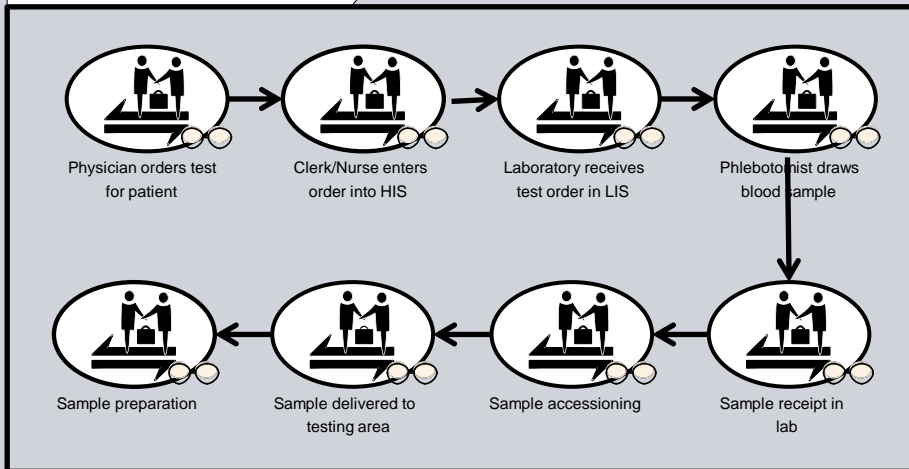 Physician orders test
for patient
Clerk/Nurse enters
order into HIS
Laboratory receives
test order in LIS
Phlebotomist draws
blood sample
Sample preparation
Sample delivered to
testing area
Sample accessioning
Sample receipt in
lab